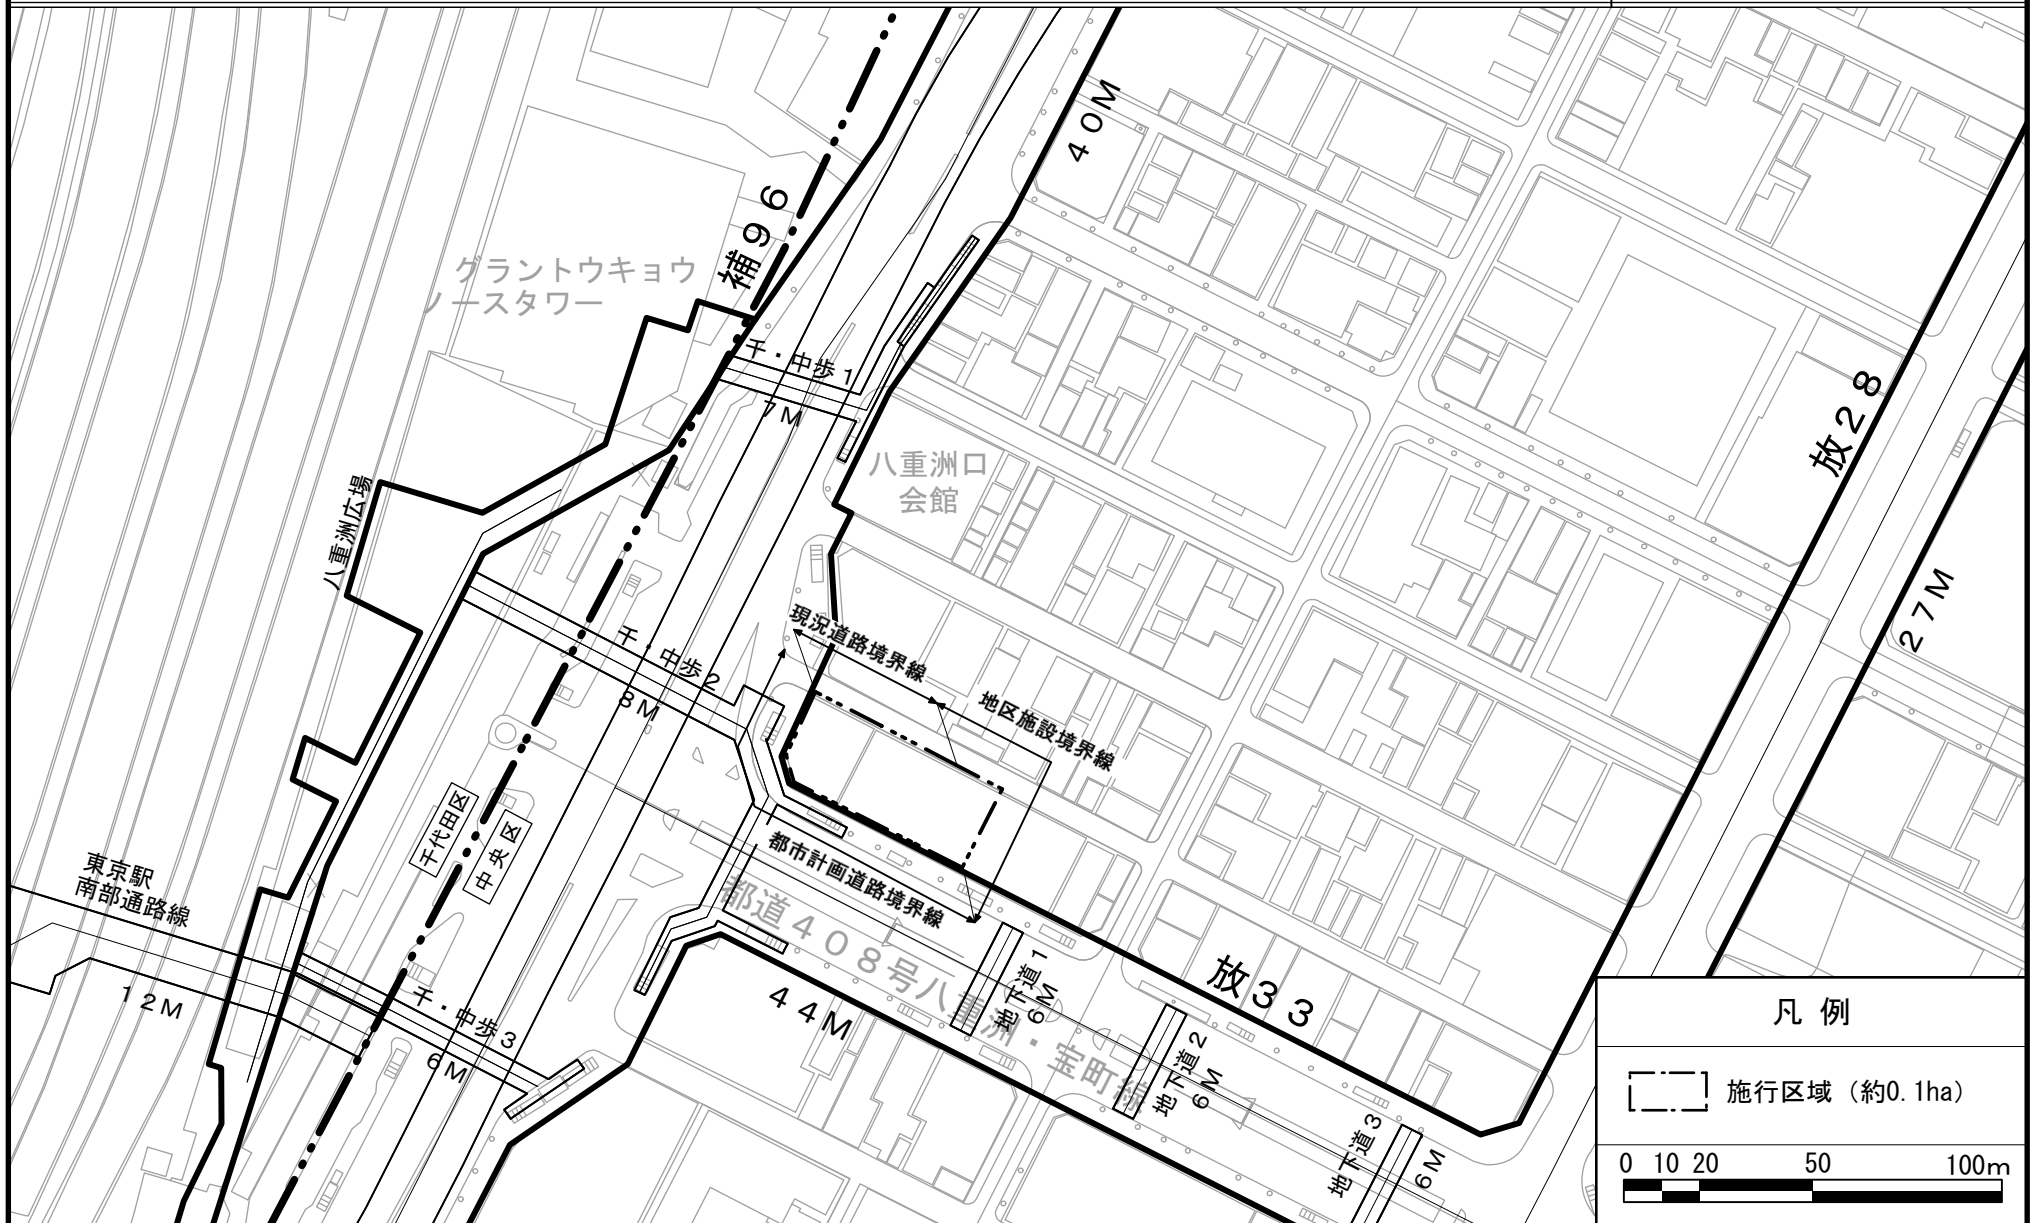 40M
補96
グラントウキョウ
ノースタワー
千・中歩1
7M
放28
八重洲口
会館
八重洲広場
27M
現況道路境界線
千・中歩2
8M
地区施設境界線
千代田区
中央区
都市計画道路境界線
東京駅
南部通路線
12M
都道408号八重洲・宝町線
千・中歩3
6M
44M
地下道1
6M
放33
地下道2
6M
地下道3
6M
凡例
施行区域（約0.1ha）
0 10 20 50 100m